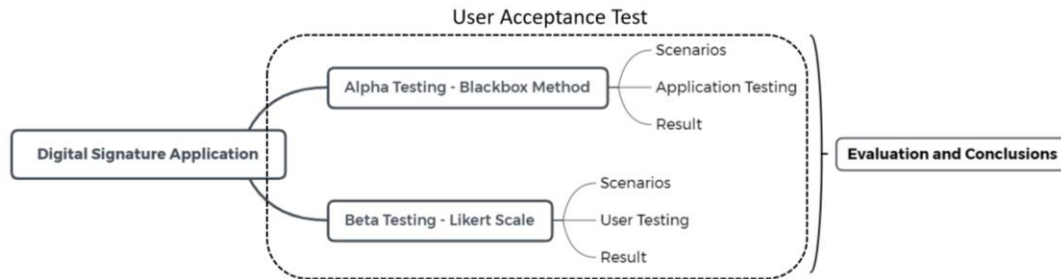 User Acceptance Test
Digital Signature Application
Alpha Testing - Blackbox Method
Scenarios
Application Testing
Result
Beta Testing - Likert Scale
Scenarios
User Testing
Result
Evaluation and Conclusions